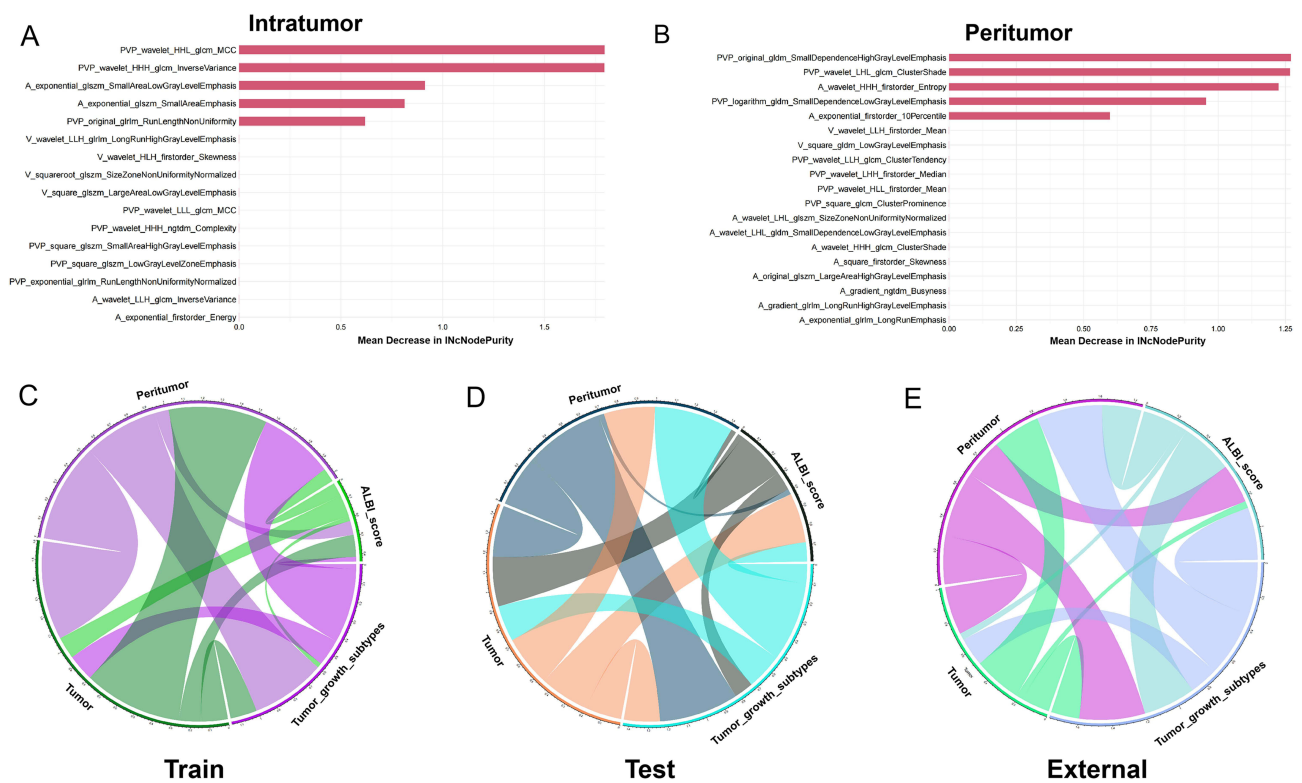 A
Intratumor
PVP_wavelet_HHL_glcm_MCC
PVP_wavelet_HHH_glcm_InverseVariance
A_exponential_glszm_SmallAreaLowGrayLevelEmphasis
A_exponential_glszm_SmallAreaEmphasis
PVP_original_glrlm_RunLengthNonUniformity
V_wavelet_LLH_glrlm_LongRunHighGrayLevelEmphasis
V_wavelet_HLH_firstorder_Skewness
V_squareroot_glszm_SizeZoneNonUniformityNormalized
V_square_glszm_LargeAreaLowGrayLevelEmphasis
PVP_wavelet_LLL_glcm_MCC
PVP_wavelet_HHH_ngtdm_Complexity
PVP_square_glszm_SmallAreaHighGrayLevelEmphasis
PVP_square_glszm_LowGrayLevelZoneEmphasis
PVP_exponential_glrlm_RunLengthNonUniformityNormalized
A_wavelet_LLH_glcm_InverseVariance
A_exponential_firstorder_Energy
0.0 0.5 1.0 1.5
Mean Decrease in INcNodePurity
B
Peritumor
PVP_original_gldm_SmallDependenceHighGrayLevelEmphasis
PVP_wavelet_LHL_glcm_ClusterShade
A_wavelet_HHH_firstorder_Entropy
PVP_logarithm_gldm_SmallDependenceLowGrayLevelEmphasis
A_exponential_firstorder_10Percentile
V_wavelet_LLH_firstorder_Mean
V_square_gldm_LowGrayLevelEmphasis
PVP_wavelet_LLH_glcm_ClusterTendency
PVP_wavelet_LHH_firstorder_Median
PVP_wavelet_HLL_firstorder_Mean
PVP_square_glcm_ClusterProminence
A_wavelet_LHL_glszm_SizeZoneNonUniformityNormalized
A_wavelet_LHL_gldm_SmallDependenceLowGrayLevelEmphasis
A_wavelet_HHH_glcm_ClusterShade
A_square_firstorder_Skewness
A_original_glszm_LargeAreaHighGrayLevelEmphasis
A_gradient_ngtdm_Busyness
A_gradient_glrlm_LongRunHighGrayLevelEmphasis
A_exponential_glrlm_LongRunEmphasis
0.00 0.25 0.50 0.75 1.00 1.25
Mean Decrease in INcNodePurity
C
Peritumor
ALBI_score
Tumor_growth_subtypes
Tumor
Train
D
Peritumor
ALBI_score
Tumor_growth_subtypes
Tumor
Test
E
Peritumor
ALBI_score
Tumor_growth_subtypes
Tumor
Tumor
External